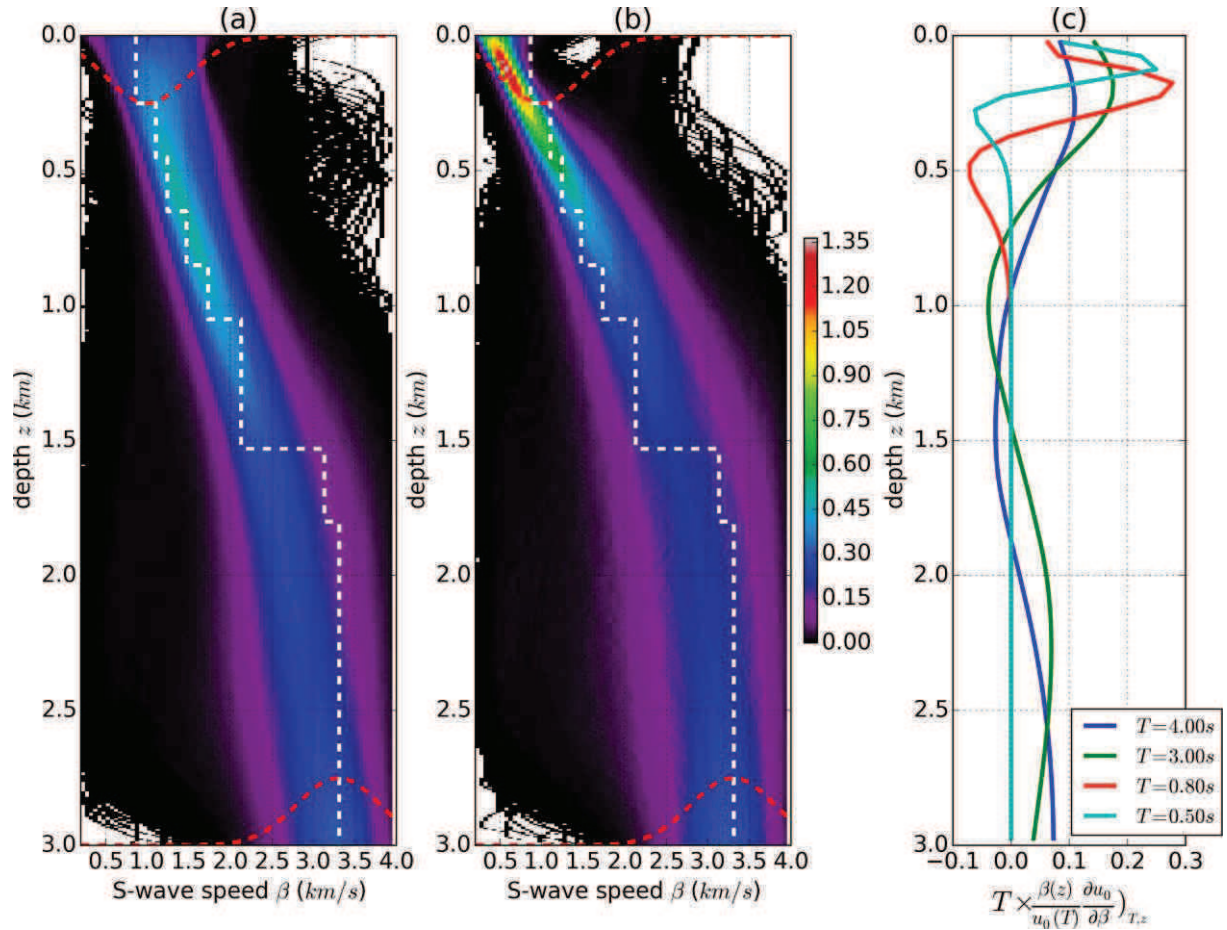 (a)
(b)
(c)
0.0
0.5
1.0
1.5
2.0
2.5
3.0
depth z (km)
0.5 1.0 1.5 2.0 2.5 3.0 3.5 4.0
S-wave speed β (km/s)
0.0
0.5
1.0
1.5
2.0
2.5
3.0
depth z (km)
0.5 1.0 1.5 2.0 2.5 3.0 3.5 4.0
S-wave speed β (km/s)
1.35
1.20
1.05
0.90
0.75
0.60
0.45
0.30
0.15
0.00
0.0
0.5
1.0
1.5
2.0
2.5
3.0
depth z (km)
T=4.00s
T=3.00s
T=0.80s
T=0.50s
−0.1 0.0 0.1 0.2 0.3
T × β(z)/u₀(T) ∂u₀/∂β)T,z